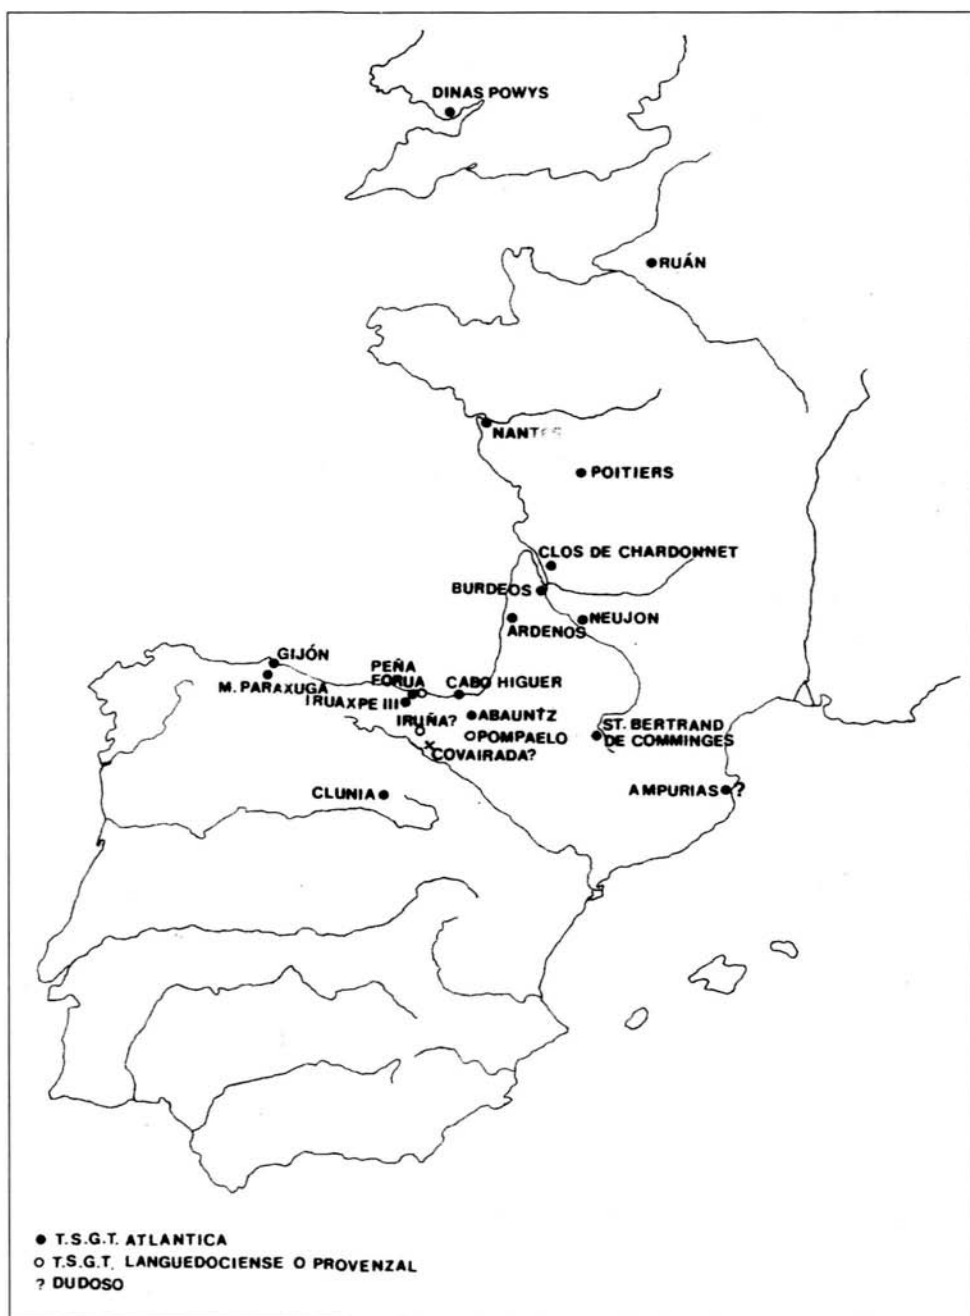 DINAS POWYS
RUÁN
NANTES
POITIERS
CLOS DE CHARDONNET
BURDEOS
ARDENOS
NEUJON
GIJÓN
M. PARAXUGA
PEÑA
FORUA
IRUAXPE III
CABO HIGUER
IRUÑA?
ABAUNTZ
POMPAELO
COVAIRADA?
ST. BERTRAND
DE COMMINGES
CLUNIA
AMPURIAS ?
T.S.G.T. ATLANTICA
T.S.G.T. LANGUEDOCIENSE O PROVENZAL
? DUDOSO